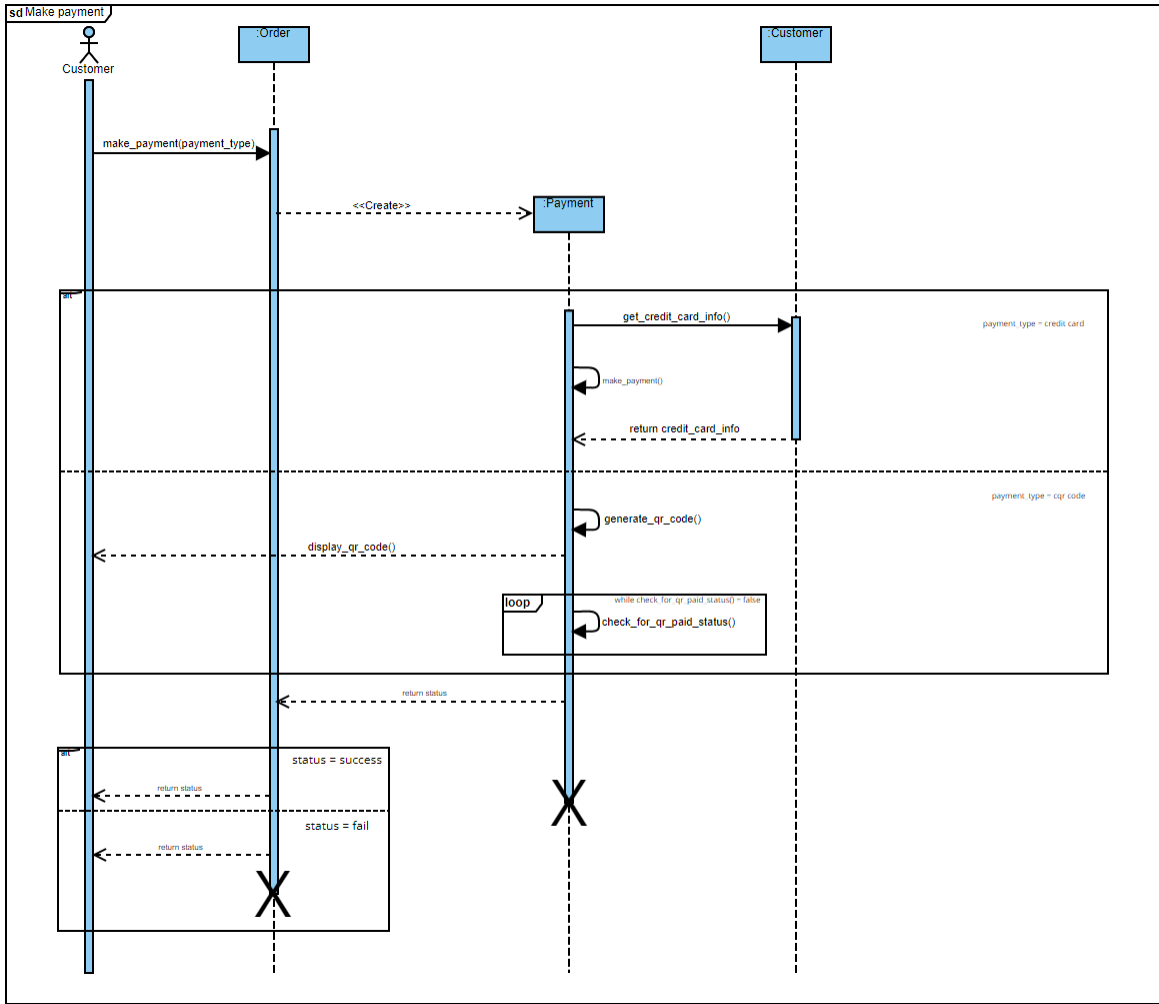 sd Make payment
:Order
:Customer
Customer
make_payment(payment_type)
<<Create>>
:Payment
alt
get_credit_card_info()
payment_type = credit card
make_payment()
return credit_card_info
payment_type = cqr code
generate_qr_code()
display_qr_code()
loop
while check_for_qr_paid_status() = false
check_for_qr_paid_status()
return status
alt
status = success
return status
status = fail
return status